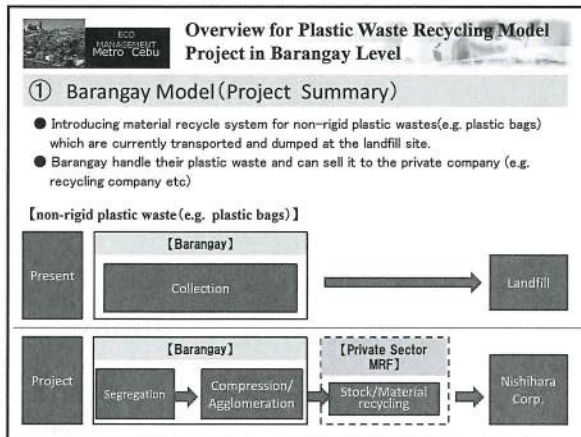 ECO
MANAGEMENT
Metro Cebu
Overview for Plastic Waste Recycling Model
Project in Barangay Level
① Barangay Model(Project Summary)
● Introducing material recycle system for non-rigid plastic wastes(e.g. plastic bags)
which are currently transported and dumped at the landfill site.
● Barangay handle their plastic waste and can sell it to the private company (e.g.
recycling company etc)
【non-rigid plastic waste(e.g. plastic bags)】
Present
【Barangay】
Collection
Landfill
Project
【Barangay】
Segregation
Compression/
Agglomeration
【Private Sector
MRF】
Stock/Material
recycling
Nishihara
Corp.